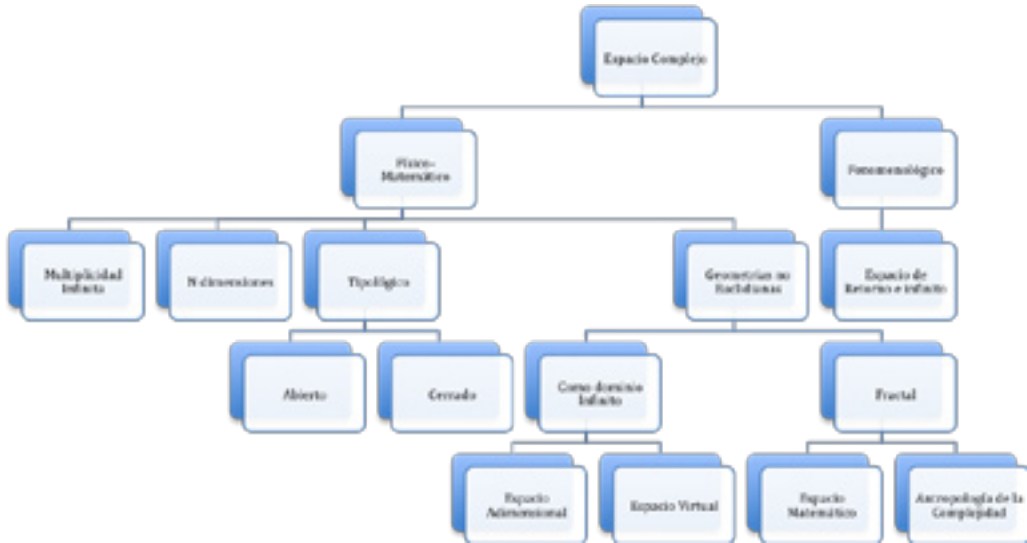 Espacio Complejo
Físico-
Matemático
Fenomenológico
Multiplicidad
Infinita
N dimensiones
Tipológico
Geometrías no
Euclidianas
Espacio de
Retorno e infinito
Abierto
Cerrado
Como dominio
Infinito
Fractal
Espacio
Adimensional
Espacio Virtual
Espacio
Matemático
Antropología de la
Complejidad